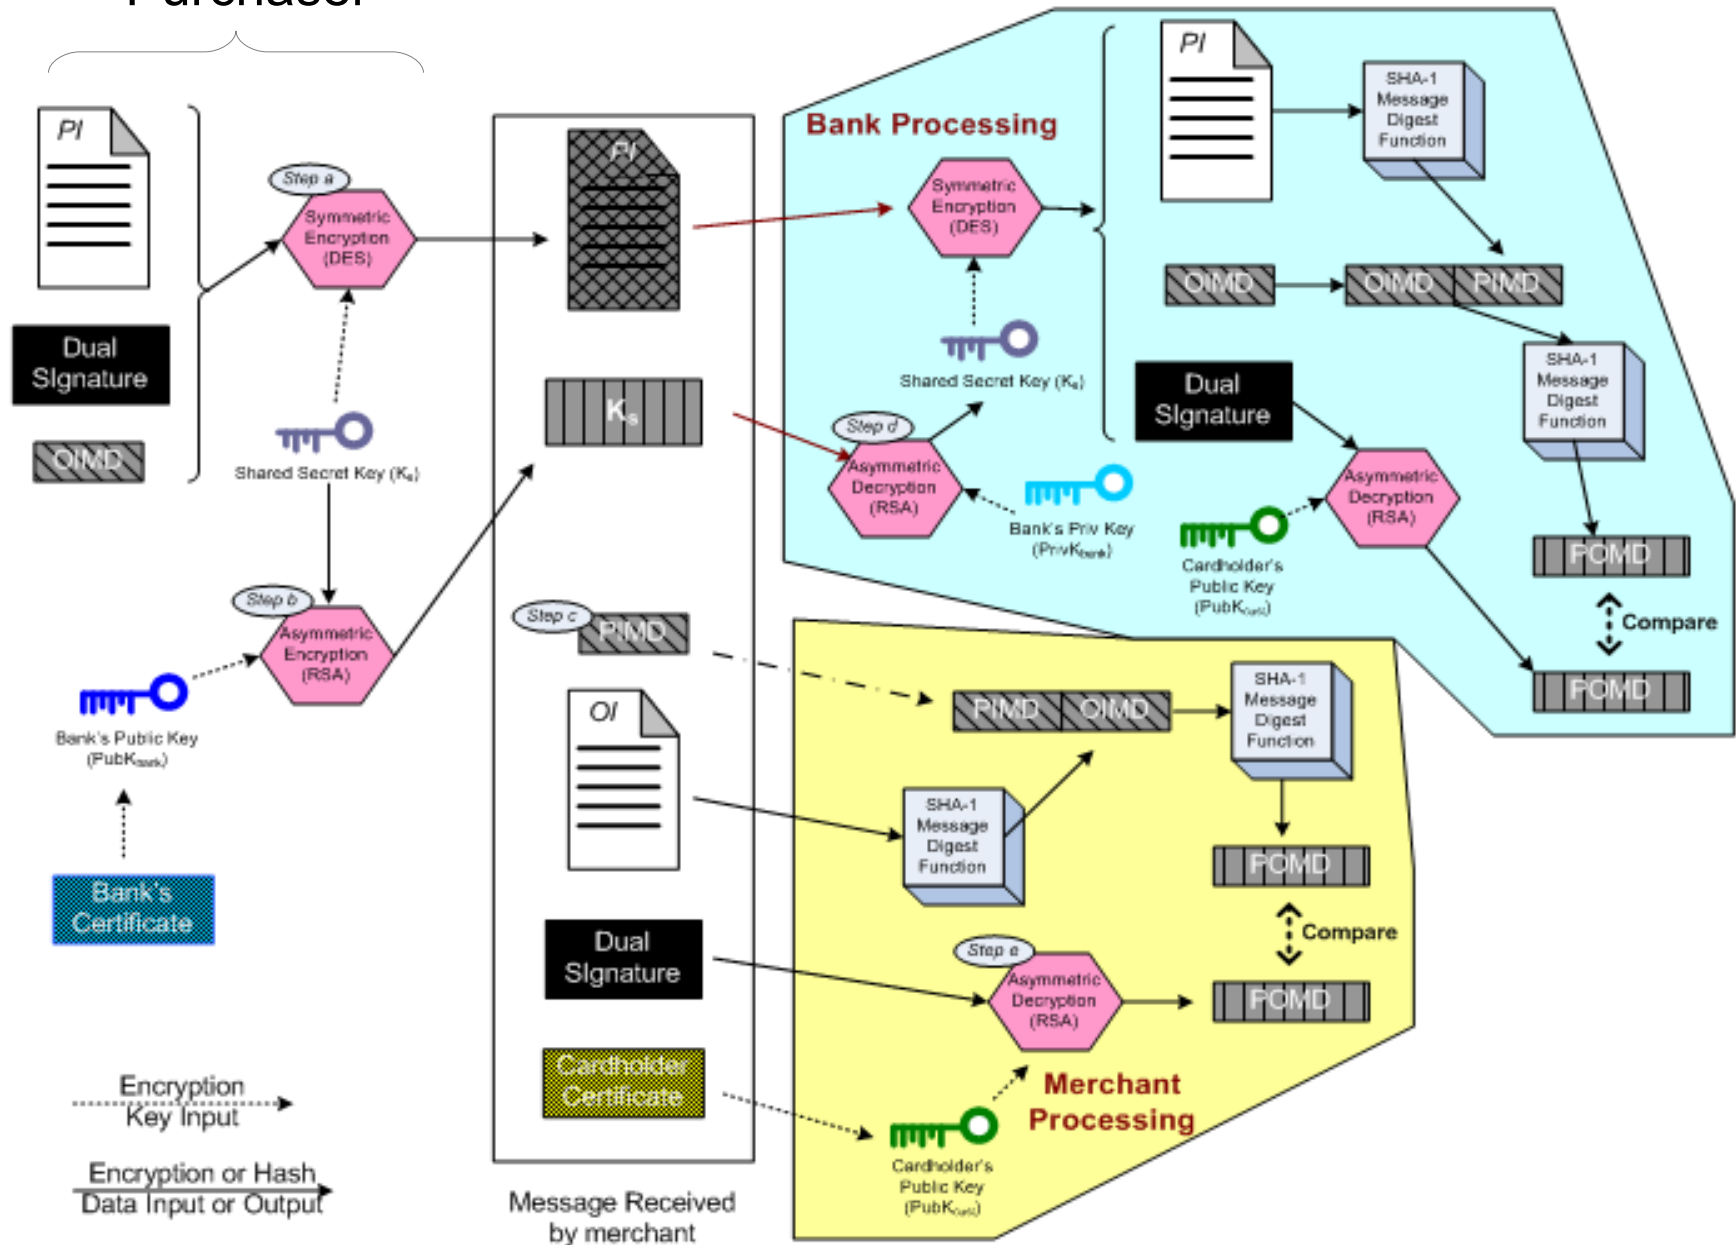 Purchaser
PI
Dual
SIgnature
OIMD
Step a
Symmetric
Encryption
(DES)
Shared Secret Key (Ks)
Step b
Asymmetric
Encryption
(RSA)
Bank's Public Key
(PubKBank)
Bank's
Certificate
Encryption
Key Input
Encryption or Hash
Data Input or Output
PI
Ks
Step c
PIMD
OI
Dual
SIgnature
Cardholder
Certificate
Message Received
by merchant
Bank Processing
Symmetric
Encryption
(DES)
Shared Secret Key (Ks)
Step d
Asymmetric
Decryption
(RSA)
Bank's Priv Key
(PrivKBank)
PI
SHA-1
Message
Digest
Function
OIMD
OIMD
PIMD
Dual
SIgnature
SHA-1
Message
Digest
Function
Asymmetric
Decryption
(RSA)
Cardholder's
Public Key
POMD
Compare
POMD
PIMD
OIMD
SHA-1
Message
Digest
Function
SHA-1
Message
Digest
Function
POMD
Compare
Step e
Asymmetric
Decryption
(RSA)
POMD
Merchant
Processing
Cardholder's
Public Key